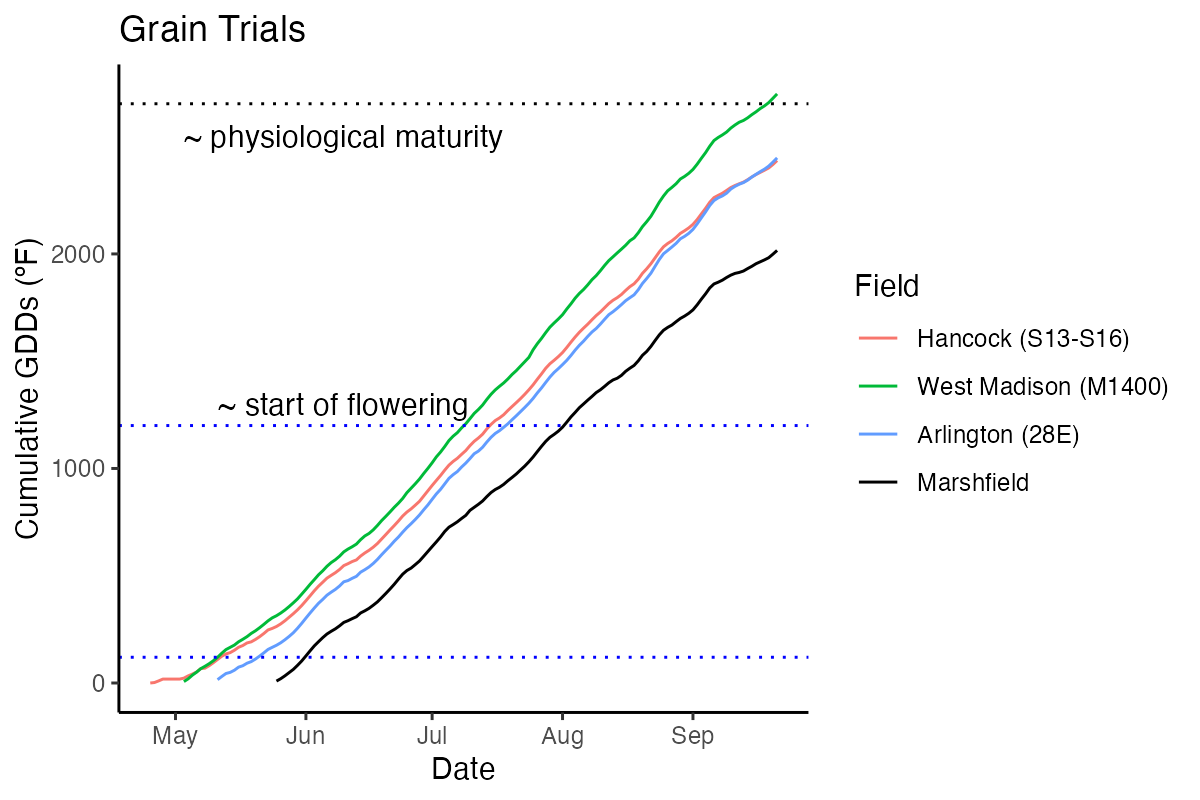 Grain Trials
~ physiological maturity
~ start of flowering
Cumulative GDDs (°F)
2000
1000
0
May Jun Jul Aug Sep
Date
Field
Hancock (S13-S16)
West Madison (M1400)
Arlington (28E)
Marshfield